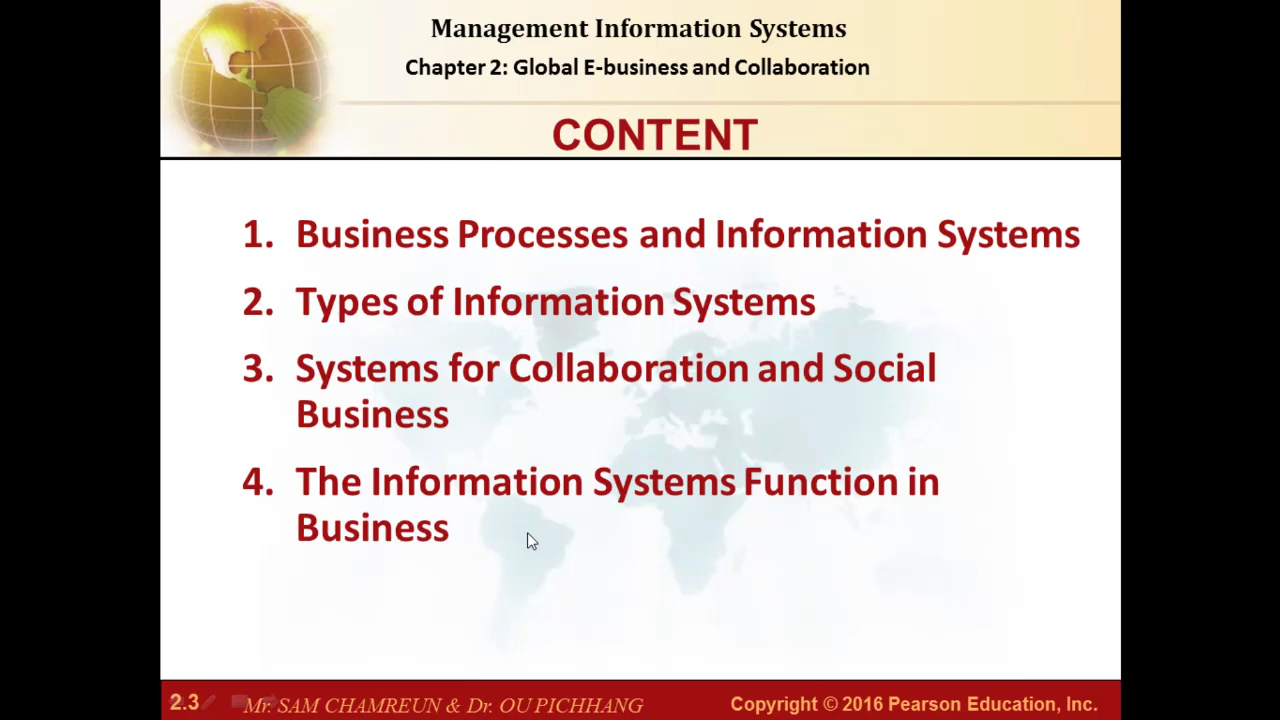 Management Information Systems
Chapter 2: Global E-business and Collaboration
CONTENT
1. Business Processes and Information Systems
2. Types of Information Systems
3. Systems for Collaboration and Social
Business
4. The Information Systems Function in
Business
2.3
Mr. SAM CHAMREUN & Dr. OU PICHHANG
Copyright © 2016 Pearson Education, Inc.